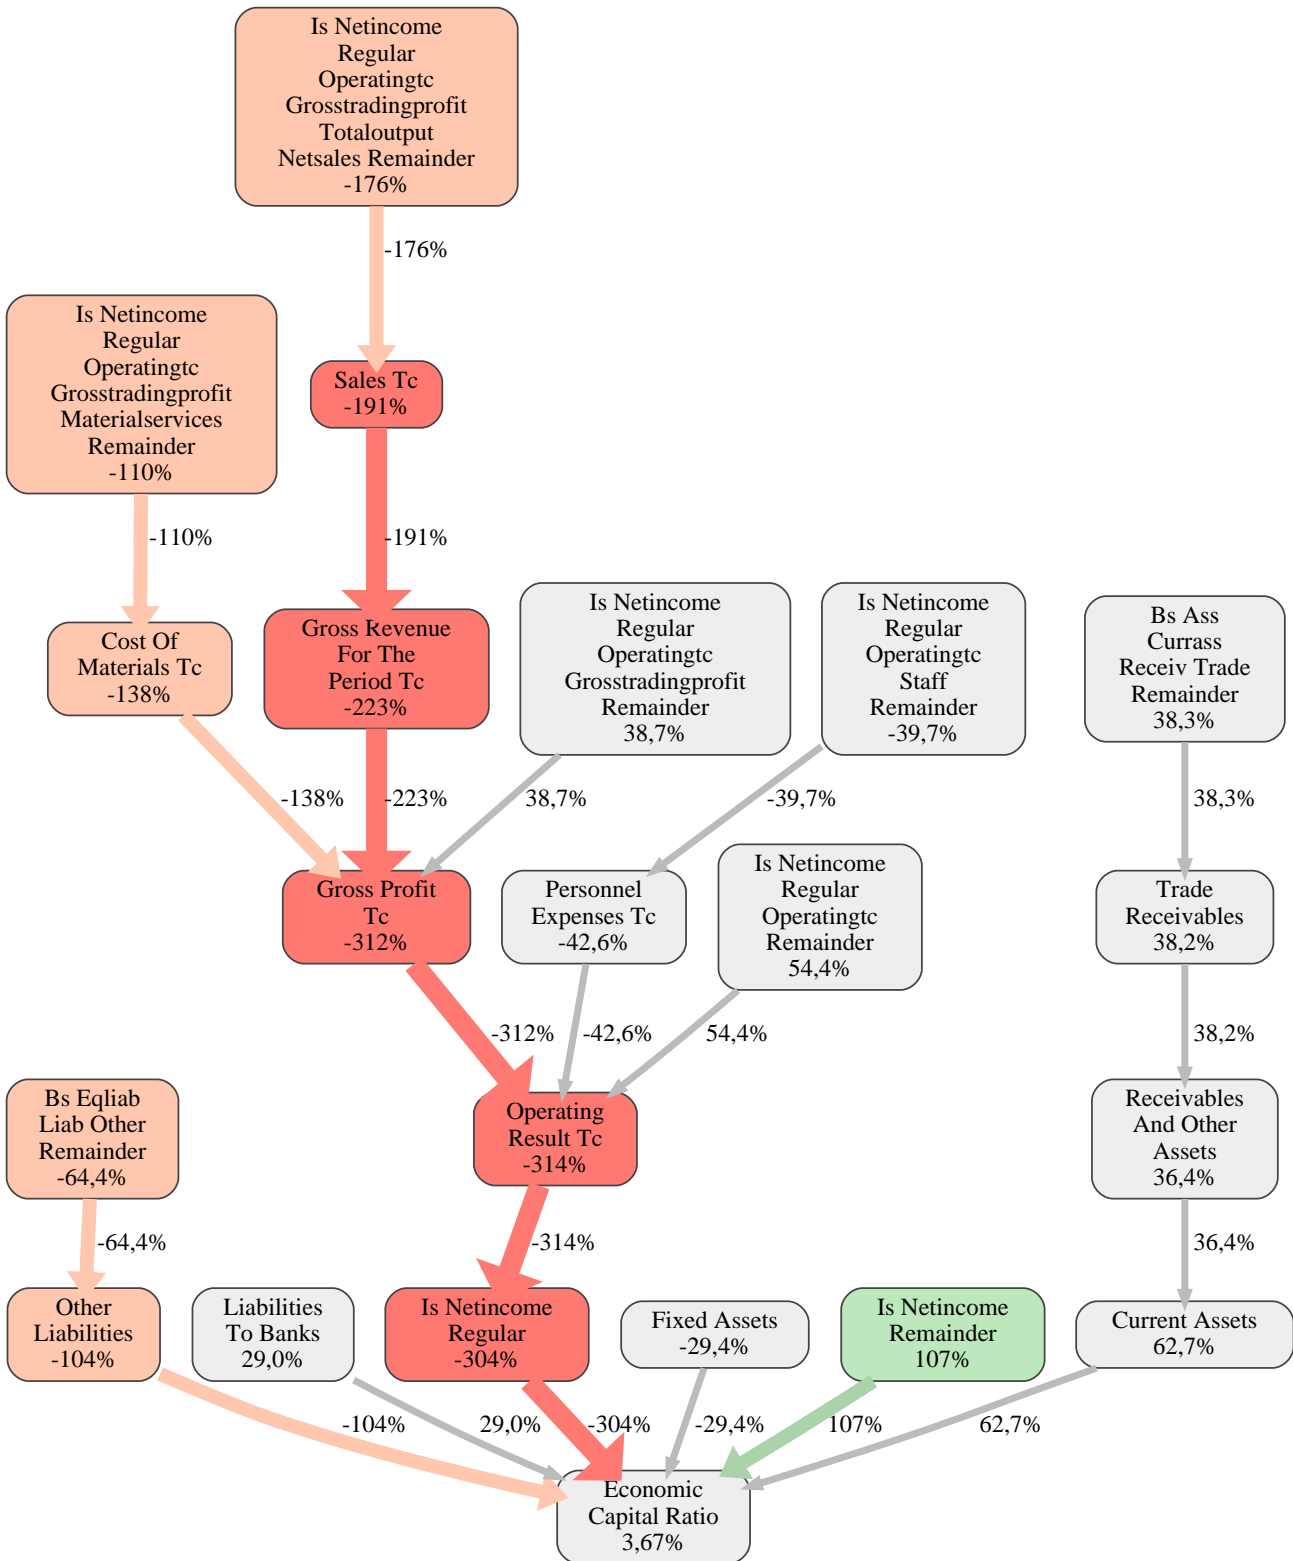 Is Netincome
Regular
Operatingtc
Grosstradingprofit
Totaloutput
Netsales Remainder
-176%
-176%
Is Netincome
Regular
Operatingtc
Grosstradingprofit
Materialservices
Remainder
-110%
Sales Tc
-191%
-110%
-191%
Cost Of
Materials Tc
-138%
Gross Revenue
For The
Period Tc
-223%
Is Netincome
Regular
Operatingtc
Grosstradingprofit
Remainder
38,7%
Is Netincome
Regular
Operatingtc
Staff
Remainder
-39,7%
Bs Ass
Currass
Receiv Trade
Remainder
38,3%
-138%
-223%
38,7%
-39,7%
38,3%
Gross Profit
Tc
-312%
Personnel
Expenses Tc
-42,6%
Is Netincome
Regular
Operatingtc
Remainder
54,4%
Trade
Receivables
38,2%
-312%
-42,6%
54,4%
38,2%
Bs Eqliab
Liab Other
Remainder
-64,4%
Operating
Result Tc
-314%
Receivables
And Other
Assets
36,4%
-64,4%
-314%
36,4%
Other
Liabilities
-104%
Liabilities
To Banks
29,0%
Is Netincome
Regular
-304%
Fixed Assets
-29,4%
Is Netincome
Remainder
107%
Current Assets
62,7%
-104%
29,0%
-304%
-29,4%
107%
62,7%
Economic
Capital Ratio
3,67%